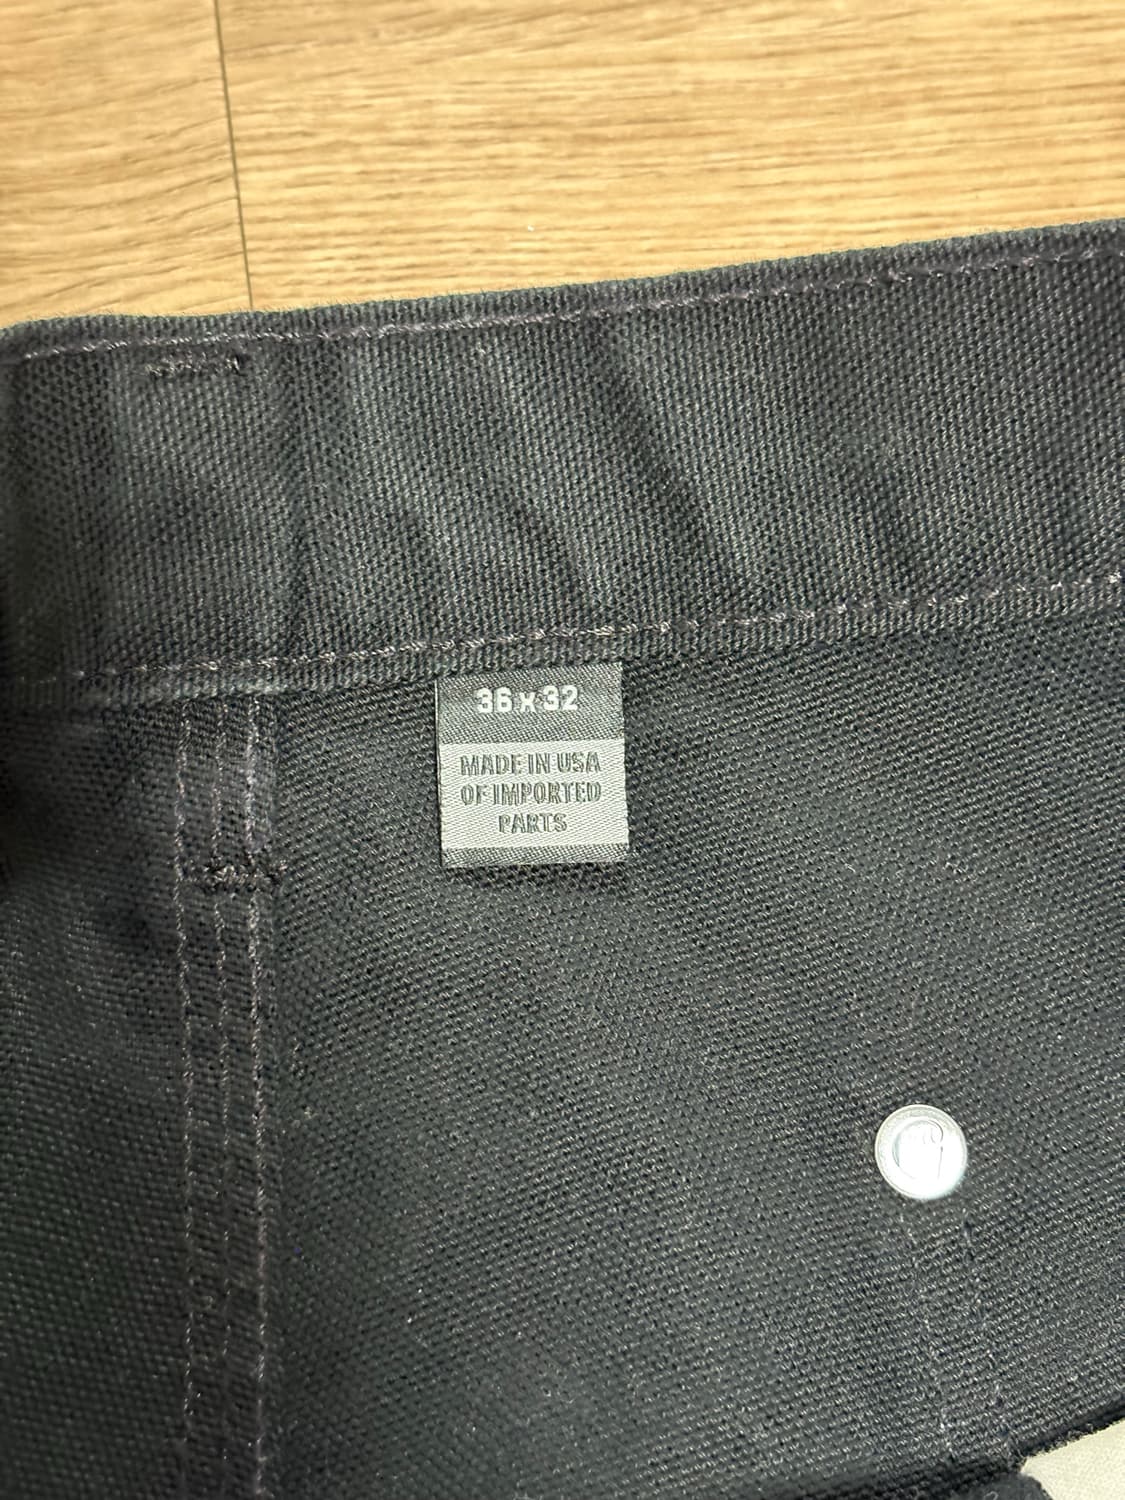 36 x 32
MADE IN USA
OF IMPORTED
PARTS